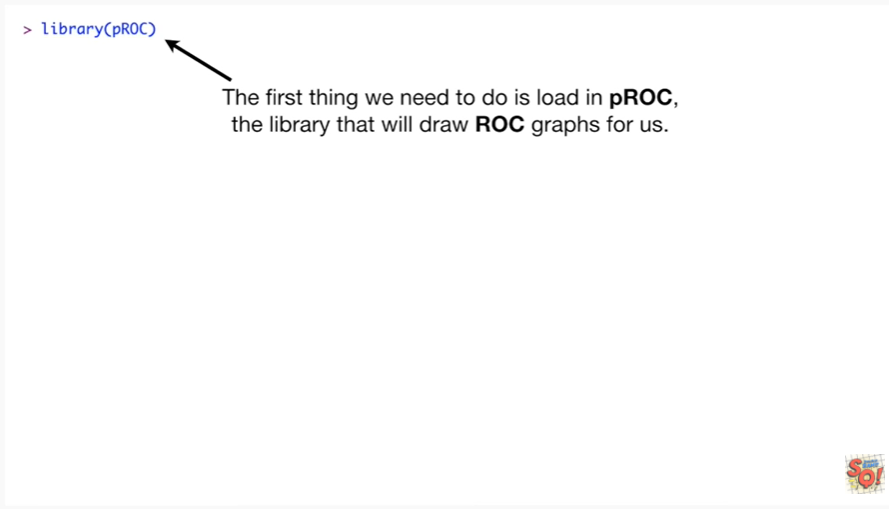 > library(pROC)
The first thing we need to do is load in pROC,
the library that will draw ROC graphs for us.
SQ!